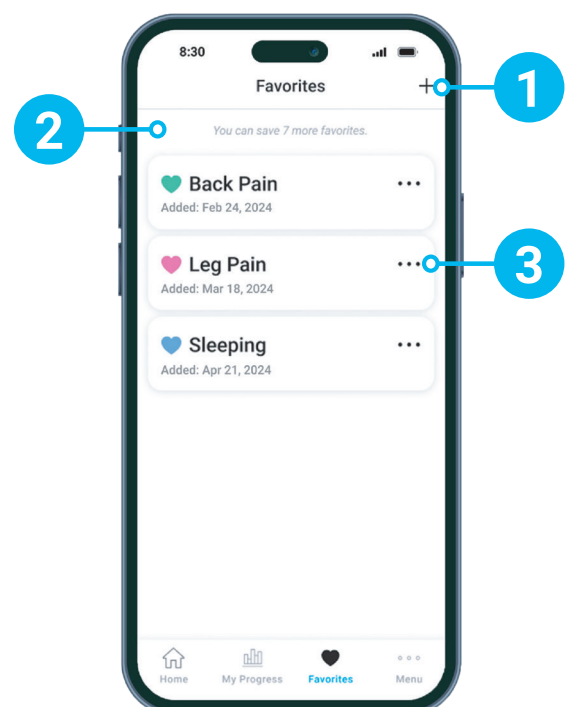 8:30
Favorites
1
2
You can save 7 more favorites.
Back Pain
Added: Feb 24, 2024
Leg Pain
3
Added: Mar 18, 2024
Sleeping
Added: Apr 21, 2024
Home My Progress Favorites Menu